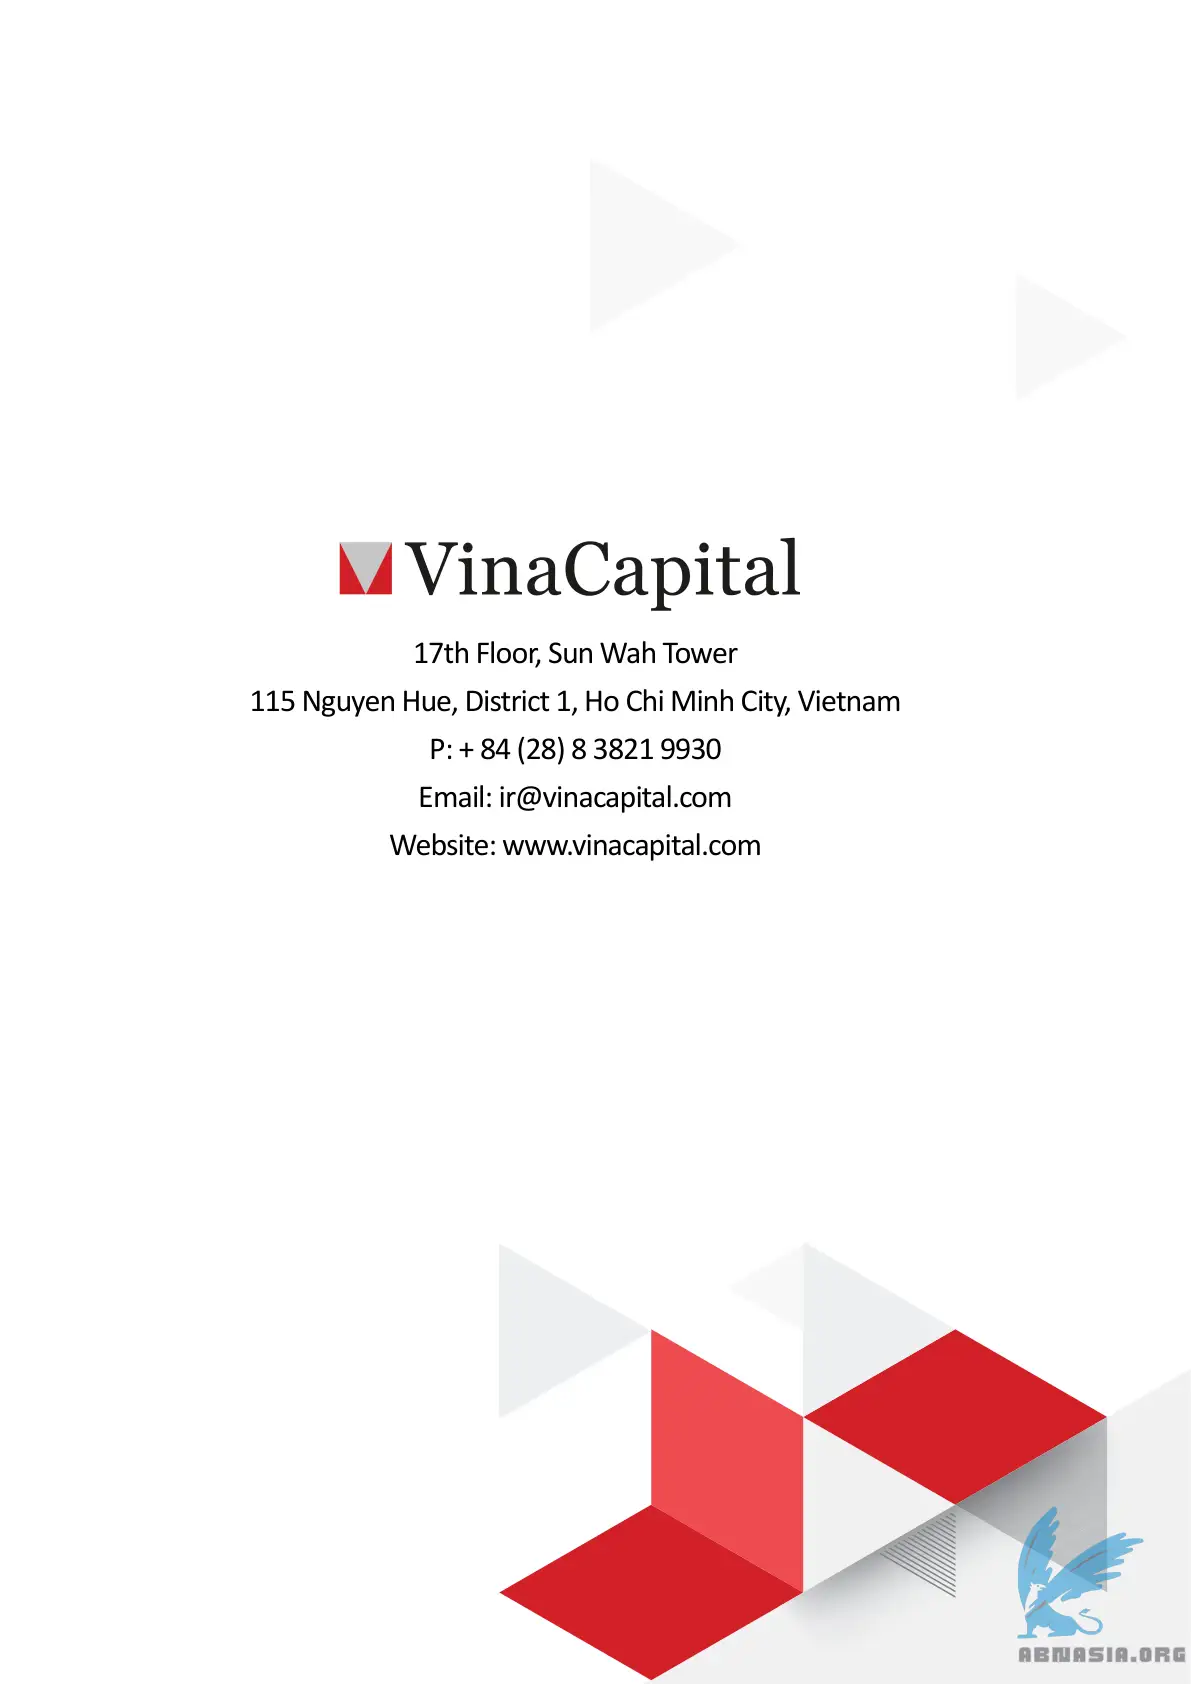 VinaCapital
17th Floor, Sun Wah Tower
115 Nguyen Hue, District 1, Ho Chi Minh City, Vietnam
P: + 84 (28) 8 3821 9930
Email: ir@vinacapital.com
Website: www.vinacapital.com
ABNASIA.ORG